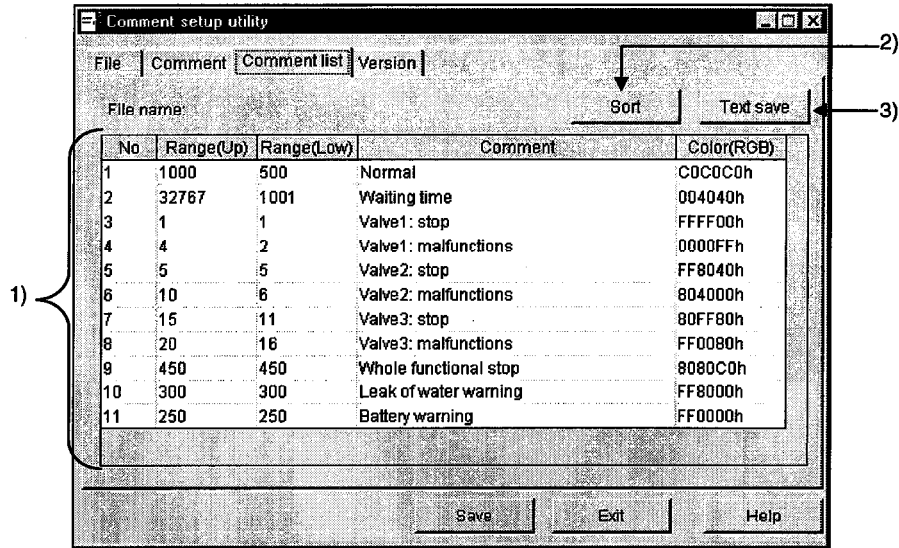 Comment setup utility
2)
File Comment Comment list Version
File name: Sort Text save
3)
1)
No Range(Up) Range(Low) Comment Color(RGB)
1 1000 500 Normal C0C0C0h
2 32767 1001 Waiting time 004040h
3 1 1 Valve1: stop FFFF00h
4 4 2 Valve1: malfunctions 0000FFh
5 5 5 Valve2: stop FF8040h
6 10 6 Valve2: malfunctions 804000h
7 15 11 Valve3: stop 80FF80h
8 20 16 Valve3: malfunctions FF0080h
9 450 450 Whole functional stop 8080C0h
10 300 300 Leak of water warning FF8000h
11 250 250 Battery warning FF0000h
Save Exit Help